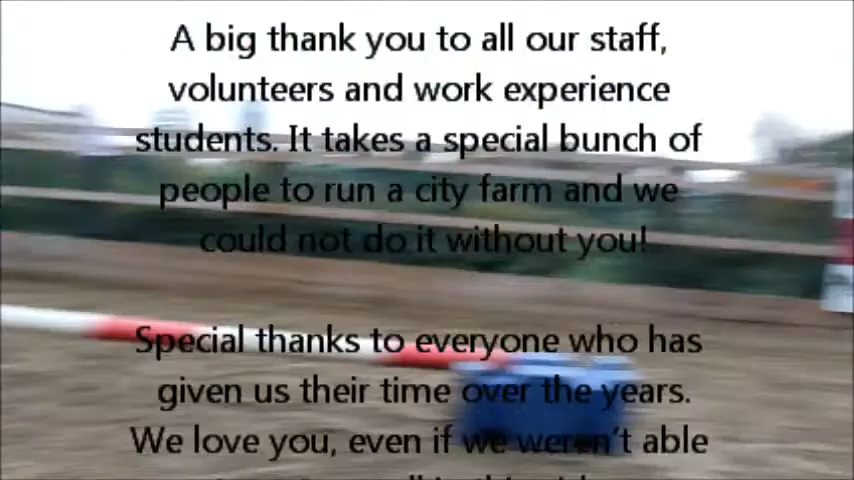 A big thank you to all our staff,
volunteers and work experience
students. It takes a special bunch of
people to run a city farm and we
could not do it without you!
Special thanks to everyone who has
given us their time over the years.
We love you, even if we weren't able